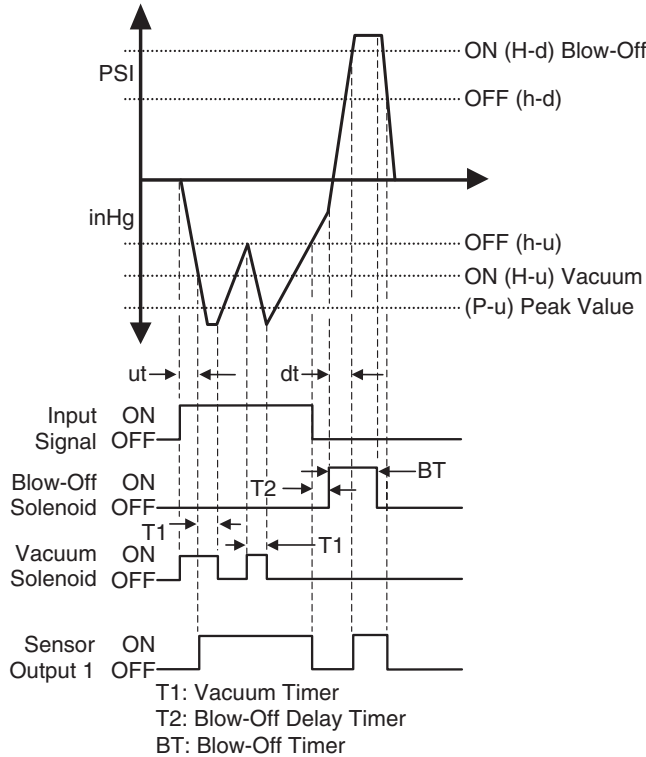 ON (H-d) Blow-Off
PSI
OFF (h-d)
inHg
OFF (h-u)
ON (H-u) Vacuum
(P-u) Peak Value
ut
dt
Input Signal ON OFF
Blow-Off Solenoid ON OFF
T2
BT
T1
Vacuum Solenoid ON OFF
T1
Sensor Output 1 ON OFF
T1: Vacuum Timer
T2: Blow-Off Delay Timer
BT: Blow-Off Timer